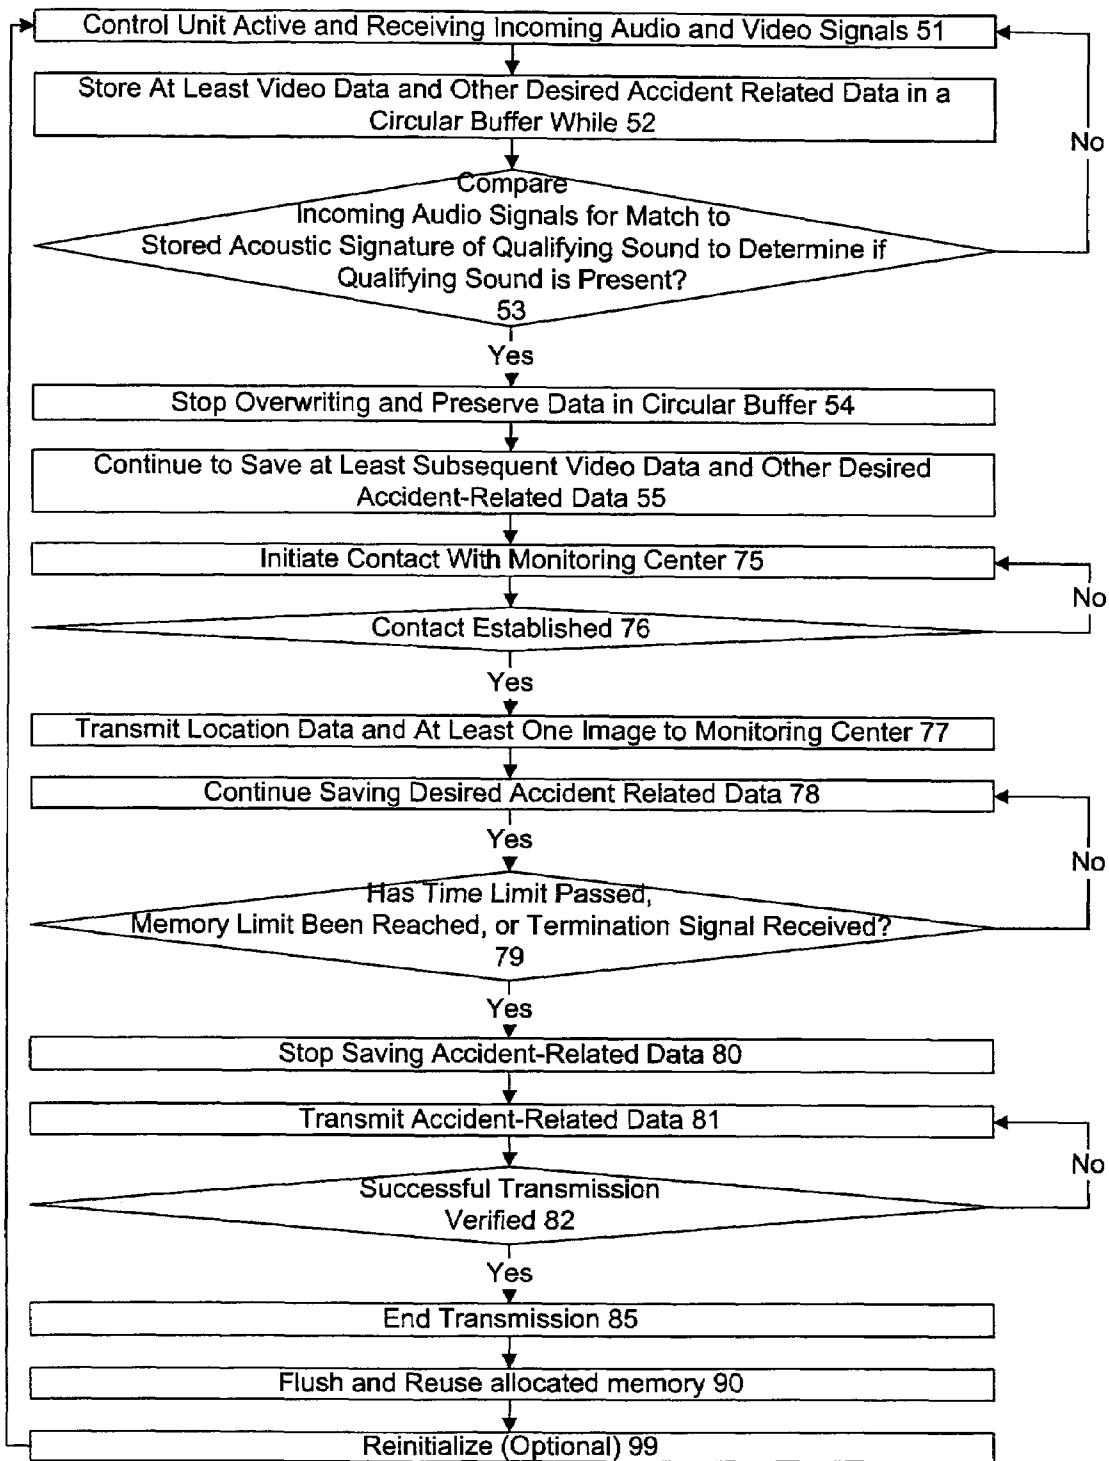 Control Unit Active and Receiving Incoming Audio and Video Signals 51
Store At Least Video Data and Other Desired Accident Related Data in a
Circular Buffer While 52
No
Compare
Incoming Audio Signals for Match to
Stored Acoustic Signature of Qualifying Sound to Determine if
Qualifying Sound is Present?
53
Yes
Stop Overwriting and Preserve Data in Circular Buffer 54
Continue to Save at Least Subsequent Video Data and Other Desired
Accident-Related Data 55
Initiate Contact With Monitoring Center 75
No
Contact Established 76
Yes
Transmit Location Data and At Least One Image to Monitoring Center 77
Continue Saving Desired Accident Related Data 78
Yes
No
Has Time Limit Passed,
Memory Limit Been Reached, or Termination Signal Received?
79
Yes
Stop Saving Accident-Related Data 80
Transmit Accident-Related Data 81
No
Successful Transmission
Verified 82
Yes
End Transmission 85
Flush and Reuse allocated memory 90
Reinitialize (Optional) 99